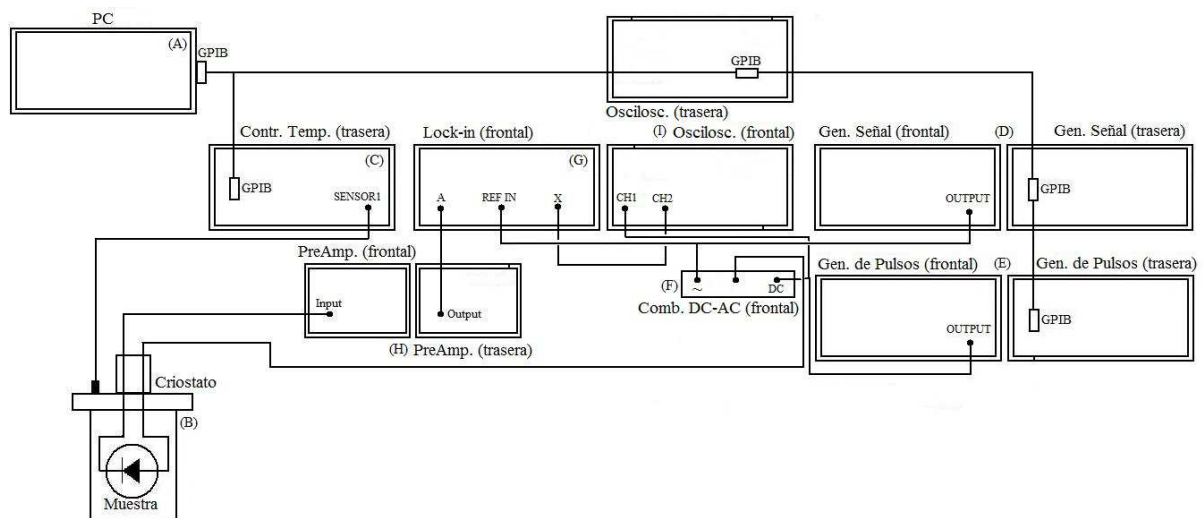 PC
(A)
GPIB
GPIB
Oscilosc. (trasera)
Contr. Temp. (trasera)
Lock-in (frontal)
(I) Oscilosc. (frontal)
Gen. Señal (frontal)
(D)
Gen. Señal (trasera)
(C)
GPIB
SENSOR1
(G)
A
REF IN
X
CH1
CH2
OUTPUT
GPIB
PreAmp. (frontal)
Input
Output
(H) PreAmp. (trasera)
(F)
~
DC
Comb. DC-AC (frontal)
Gen. de Pulsos (frontal)
(E)
Gen. de Pulsos (trasera)
OUTPUT
GPIB
Criostato
(B)
Muestra